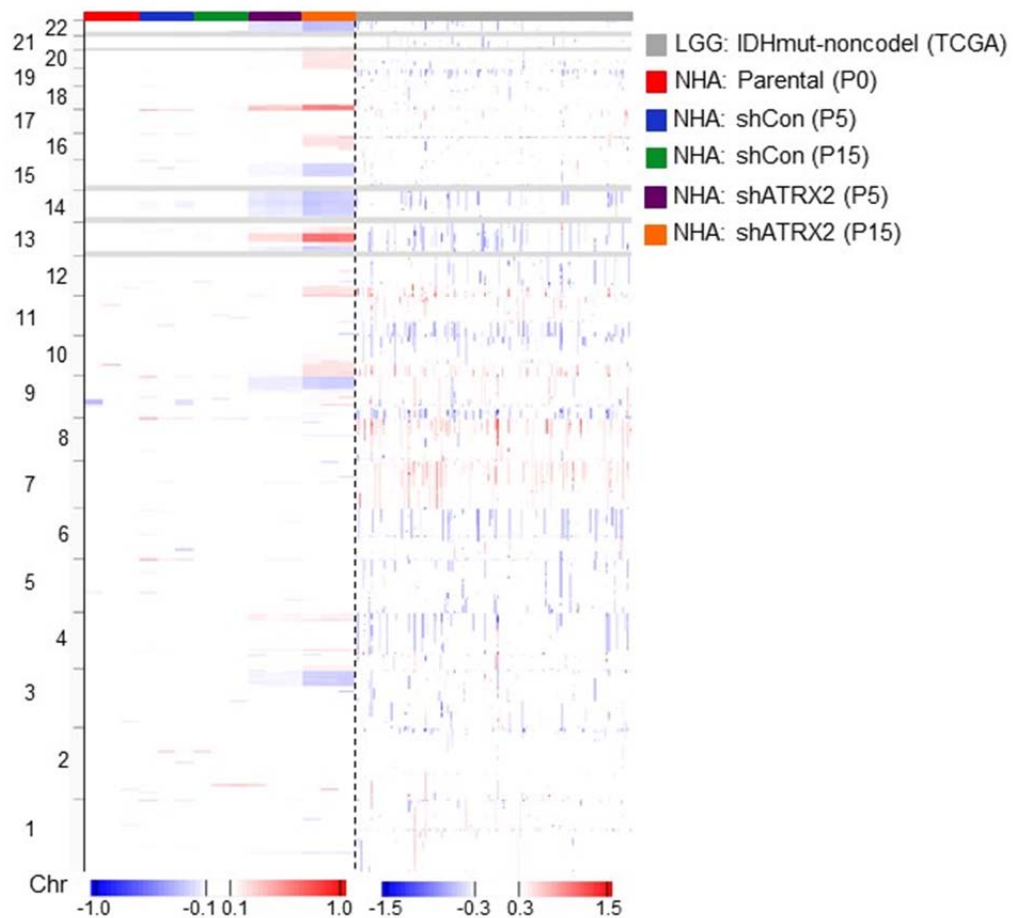 22
21
20
19
18
17
16
15
14
13
12
11
10
9
8
7
6
5
4
3
2
1
Chr
-1.0 -0.1 0.1 1.0
-1.5 -0.3 0.3 1.5
LGG: IDHmut-noncodel (TCGA)
NHA: Parental (P0)
NHA: shCon (P5)
NHA: shCon (P15)
NHA: shATRX2 (P5)
NHA: shATRX2 (P15)